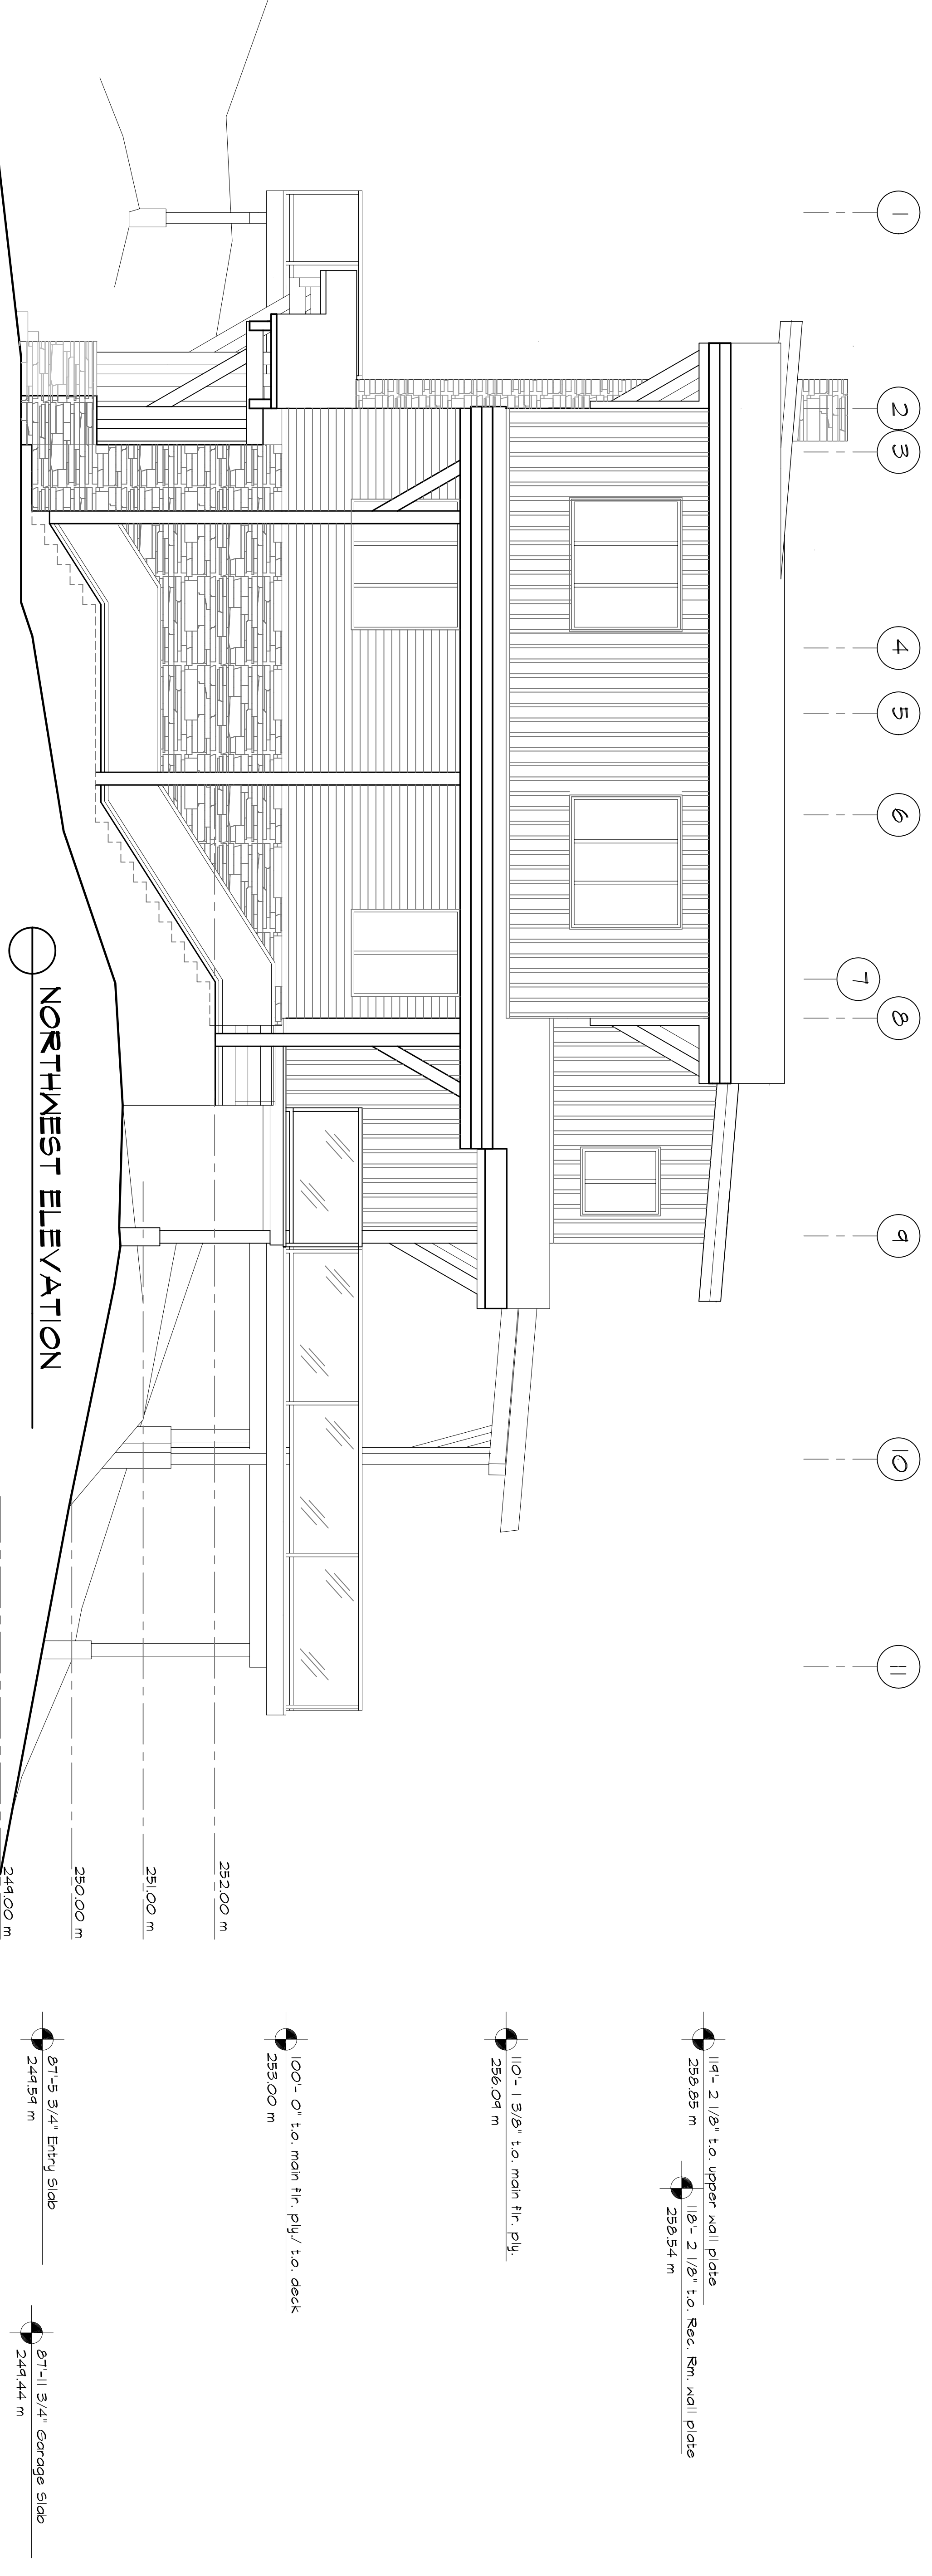 1
2
3
4
5
6
7
8
9
10
11
119'- 2 1/8" t.o. upper wall plate
258.85 m
118'- 2 1/8" t.o. Rec. Rm. wall plate
258.54 m
110'- 1 3/8" t.o. main flr. ply.
256.09 m
100'- 0" t.o. main flr. ply./ t.o. deck
253.00 m
252.00 m
251.00 m
250.00 m
249.00 m
87'-5 3/4" Entry Slab
249.59 m
87'-11 3/4" Garage Slab
249.44 m
NORTHWEST ELEVATION